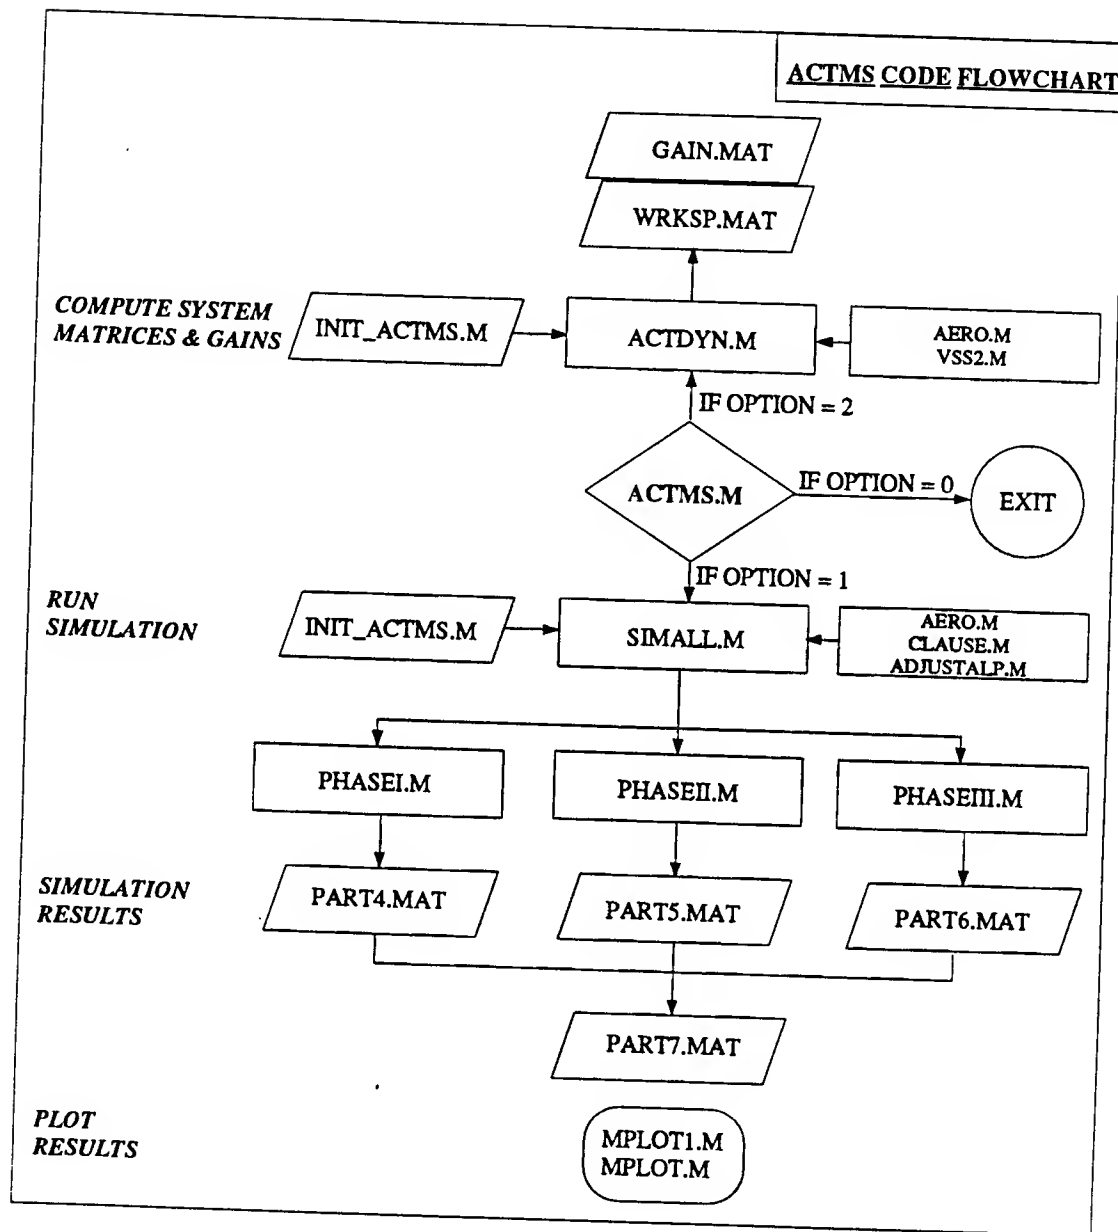 ACTMS CODE FLOWCHART
GAIN.MAT
WRKSP.MAT
COMPUTE SYSTEM
MATRICES & GAINS
INIT_ACTMS.M
ACTDYN.M
AERO.M
VSS2.M
IF OPTION = 2
ACTMS.M
IF OPTION = 0
EXIT
IF OPTION = 1
RUN
SIMULATION
INIT_ACTMS.M
SIMALL.M
AERO.M
CLAUSE.M
ADJUSTALP.M
PHASEI.M
PHASEII.M
PHASEIII.M
SIMULATION
RESULTS
PART4.MAT
PART5.MAT
PART6.MAT
PART7.MAT
PLOT
RESULTS
MPLOT1.M
MPLOT.M